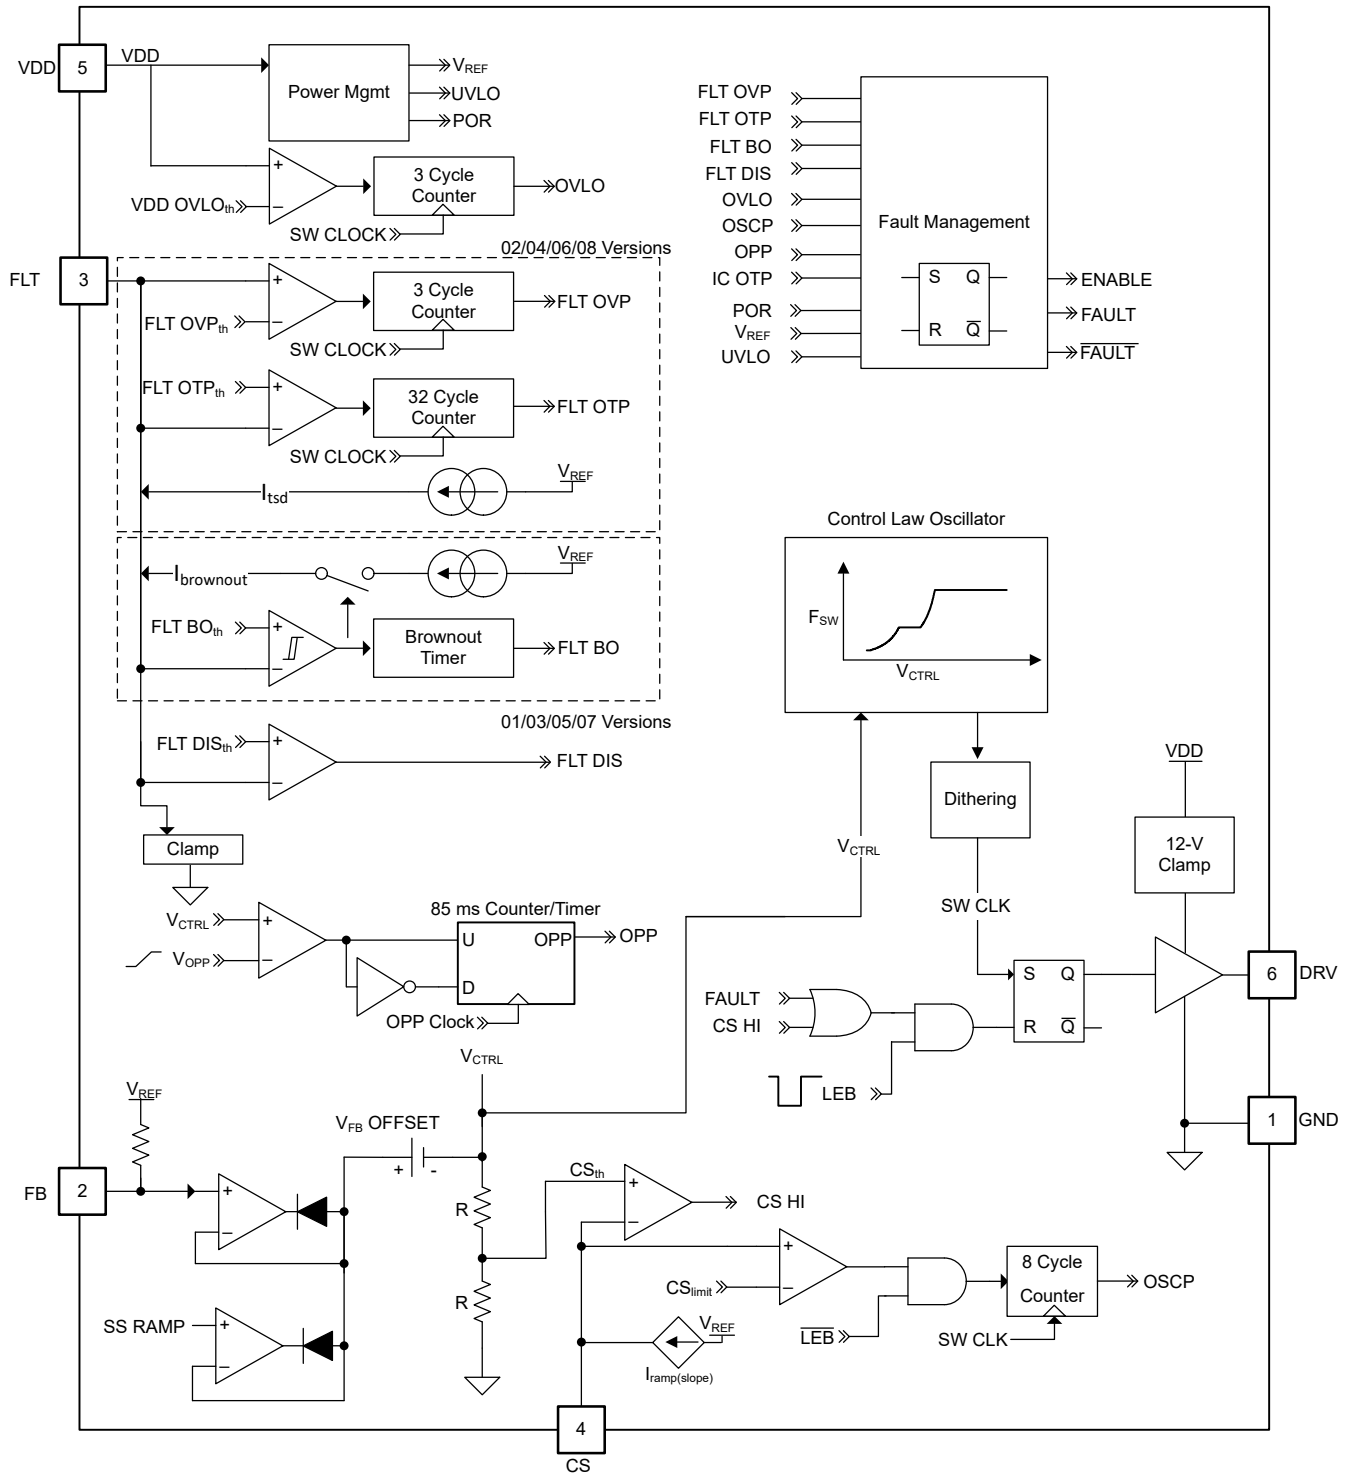 VDD
5
VDD
Power Mgmt
VREF
UVLO
POR
3 Cycle
Counter
OVLO
VDD OVLOth
SW CLOCK
02/04/06/08 Versions
FLT
3
3 Cycle
Counter
FLT OVP
FLT OVPth
SW CLOCK
FLT OTPth
32 Cycle
Counter
FLT OTP
SW CLOCK
VREF
Itsd
VREF
Ibrownout
FLT BOth
Brownout
Timer
FLT BO
01/03/05/07 Versions
FLT DISth
FLT DIS
Clamp
FLT OVP
FLT OTP
FLT BO
FLT DIS
OVLO
OSCP
OPP
IC OTP
POR
VREF
UVLO
Fault Management
S Q
R Q
ENABLE
FAULT
FAULT
Control Law Oscillator
FSW
VCTRL
Dithering
VCTRL
SW CLK
VDD
12-V
Clamp
VCTRL
VOPP
85 ms Counter/Timer
U OPP
D
OPP
OPP Clock
FAULT
CS HI
LEB
S Q
R Q
6
DRV
1
GND
VCTRL
VREF
VFB OFFSET
+ -
FB
2
+
−
SS RAMP
+
−
R
R
CSth
+
−
CS HI
+
−
CSlimit
LEB
8 Cycle
Counter
OSCP
SW CLK
VREF
Iramp(slope)
4
CS